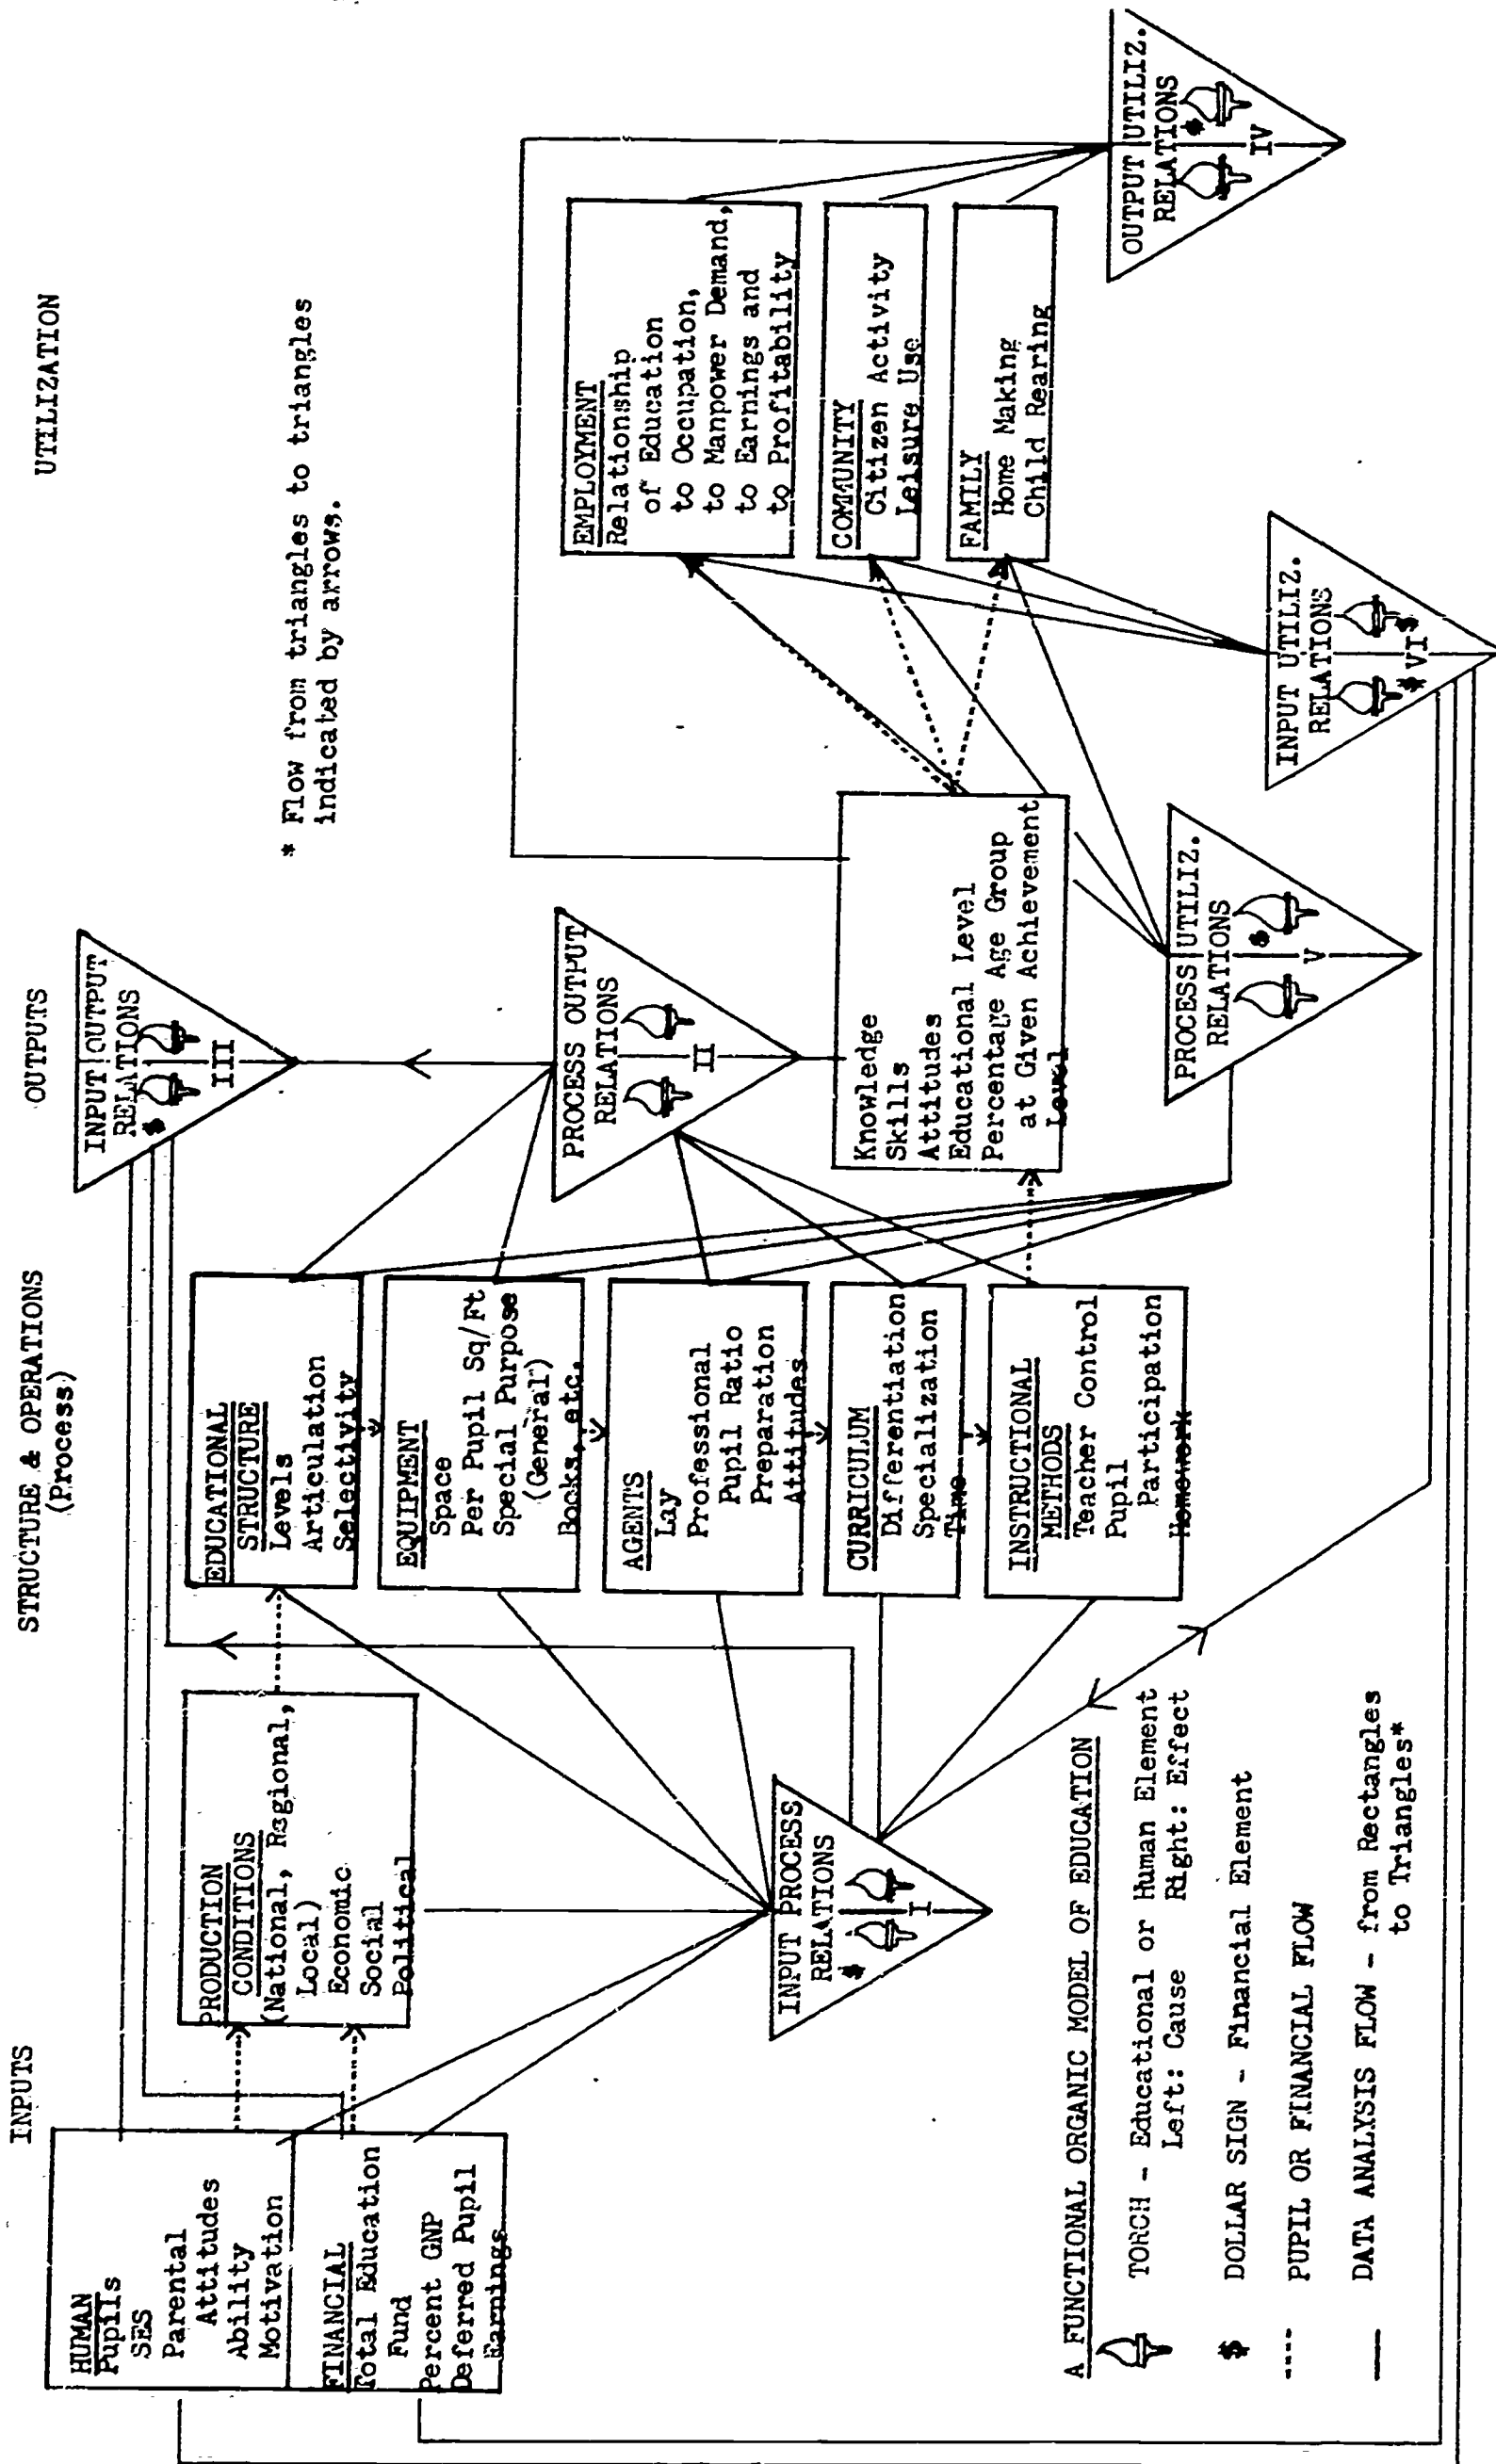 INPUTS
STRUCTURE & OPERATIONS
(Process)
OUTPUTS
UTILIZATION
HUMAN
Pupils
SES
Parental
Attitudes
Ability
Motivation
FINANCIAL
Total Education
Fund
Percent GNP
Deferred Pupil
Earnings
PRODUCTION
CONDITIONS
(National, Regional,
Local)
Economic
Social
Political
INPUT PROCESS
RELATIONS
$
I
EDUCATIONAL
STRUCTURE
Levels
Articulation
Selectivity
EQUIPMENT
Space
Per Pupil Sq/Ft
Special Purpose
(General)
Books, etc.
AGENTS
Lay
Professional
Pupil Ratio
Preparation
Attitudes
CURRICULUM
Differentiation
Specialization
Time
INSTRUCTIONAL
METHODS
Teacher Control
Pupil
Participation
Homework
INPUT OUTPUT
RELATIONS
$
III
PROCESS OUTPUT
RELATIONS
II
Knowledge
Skills
Attitudes
Educational Level
Percentage Age Group
at Given Achievement
Level
PROCESS UTILIZ.
RELATIONS
$
V
* Flow from triangles to triangles
indicated by arrows.
EMPLOYMENT
Relationship
of Education
to Occupation,
to Manpower Demand,
to Earnings and
to Profitability
COMMUNITY
Citizen Activity
Leisure Use
FAMILY
Home Making
Child Rearing
INPUT UTILIZ.
RELATIONS
$ VI $
OUTPUT UTILIZ.
RELATIONS
$
IV
A FUNCTIONAL ORGANIC MODEL OF EDUCATION
TORCH - Educational or Human Element
Left: Cause Right: Effect
$ DOLLAR SIGN - Financial Element
---- PUPIL OR FINANCIAL FLOW
— DATA ANALYSIS FLOW - from Rectangles
to Triangles*